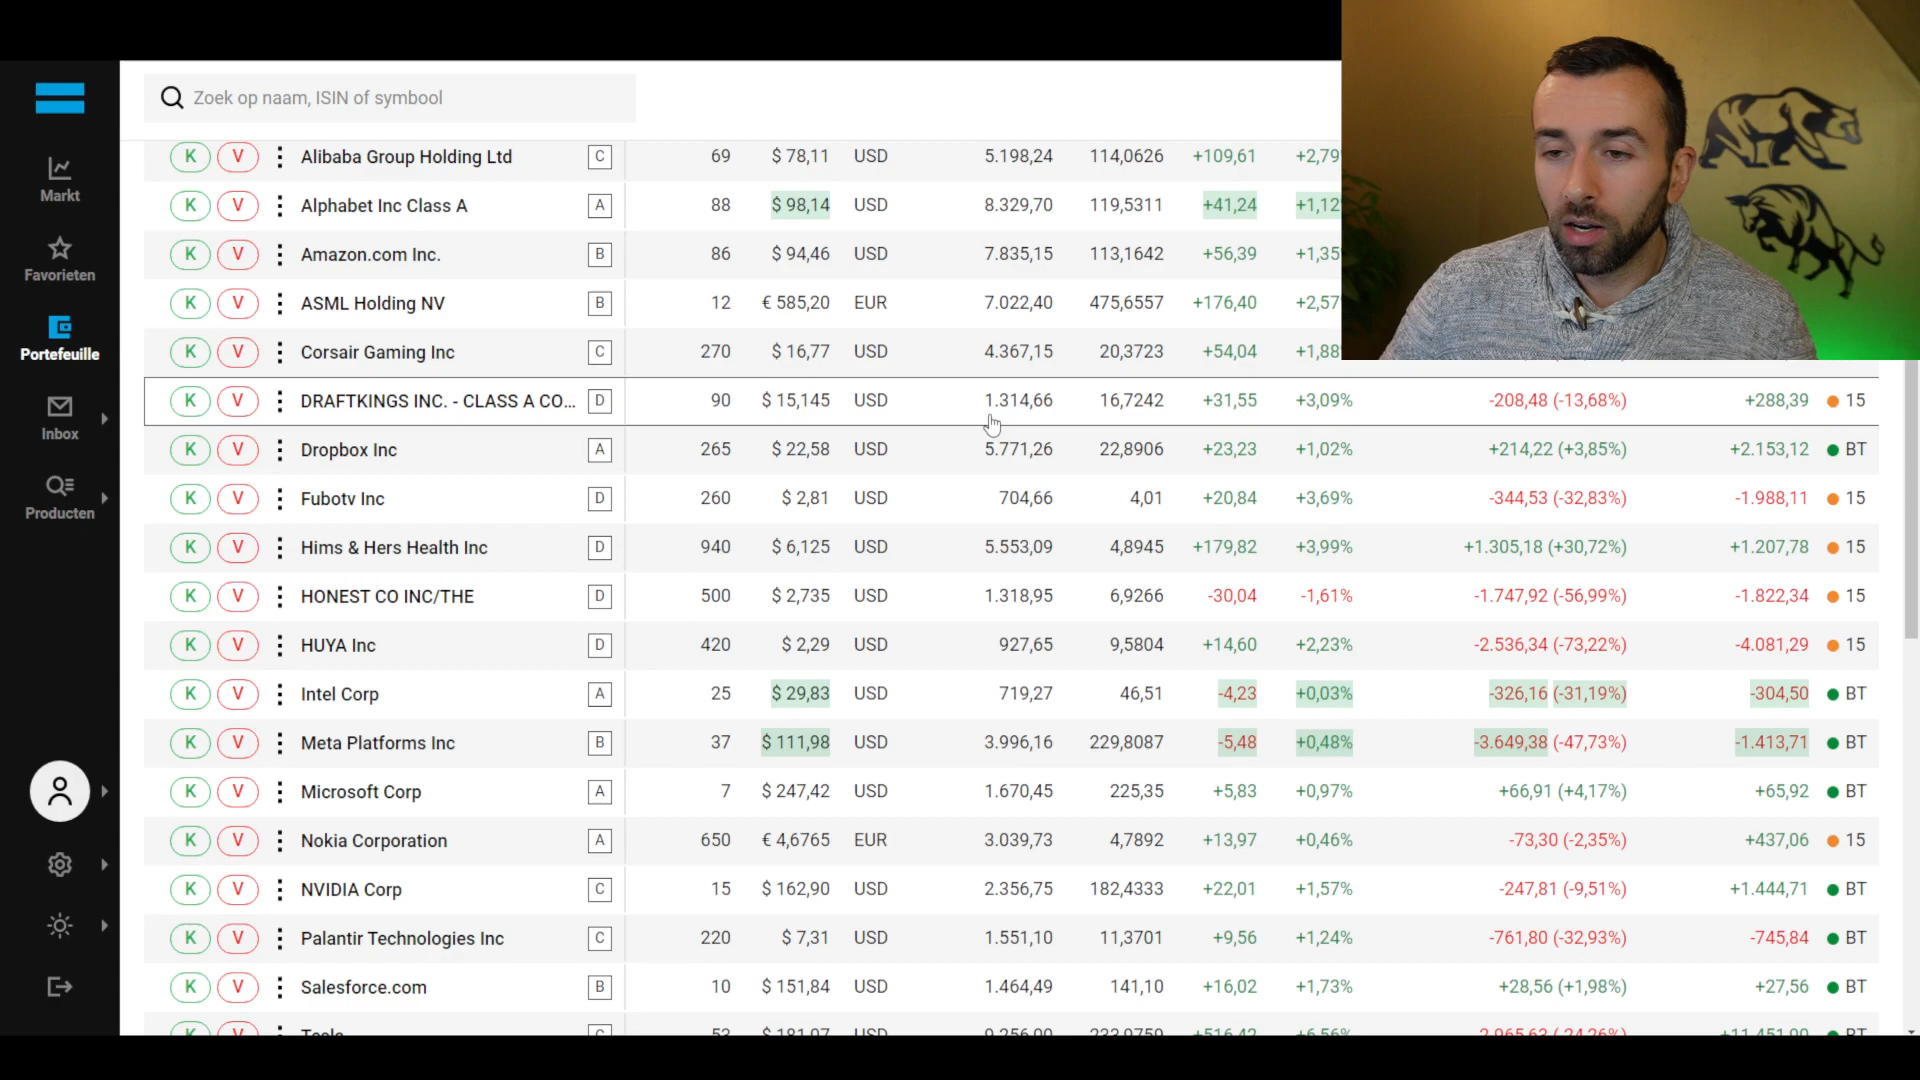 Zoek op naam, ISIN of symbool
Markt
Favorieten
Portefeuille
Inbox
Producten
K V Alibaba Group Holding Ltd C 69 $ 78,11 USD 5.198,24 114,0626 +109,61 +2,79
K V Alphabet Inc Class A A 88 $ 98,14 USD 8.329,70 119,5311 +41,24 +1,12
K V Amazon.com Inc. B 86 $ 94,46 USD 7.835,15 113,1642 +56,39 +1,35
K V ASML Holding NV B 12 € 585,20 EUR 7.022,40 475,6557 +176,40 +2,57
K V Corsair Gaming Inc C 270 $ 16,77 USD 4.367,15 20,3723 +54,04 +1,88
K V DRAFTKINGS INC. - CLASS A CO... D 90 $ 15,145 USD 1.314,66 16,7242 +31,55 +3,09% -208,48 (-13,68%) +288,39 15
K V Dropbox Inc A 265 $ 22,58 USD 5.771,26 22,8906 +23,23 +1,02% +214,22 (+3,85%) +2.153,12 BT
K V Fubotv Inc D 260 $ 2,81 USD 704,66 4,01 +20,84 +3,69% -344,53 (-32,83%) -1.988,11 15
K V Hims & Hers Health Inc D 940 $ 6,125 USD 5.553,09 4,8945 +179,82 +3,99% +1.305,18 (+30,72%) +1.207,78 15
K V HONEST CO INC/THE D 500 $ 2,735 USD 1.318,95 6,9266 -30,04 -1,61% -1.747,92 (-56,99%) -1.822,34 15
K V HUYA Inc D 420 $ 2,29 USD 927,65 9,5804 +14,60 +2,23% -2.536,34 (-73,22%) -4.081,29 15
K V Intel Corp A 25 $ 29,83 USD 719,27 46,51 -4,23 +0,03% -326,16 (-31,19%) -304,50 BT
K V Meta Platforms Inc B 37 $ 111,98 USD 3.996,16 229,8087 -5,48 +0,48% -3.649,38 (-47,73%) -1.413,71 BT
K V Microsoft Corp A 7 $ 247,42 USD 1.670,45 225,35 +5,83 +0,97% +66,91 (+4,17%) +65,92 BT
K V Nokia Corporation A 650 € 4,6765 EUR 3.039,73 4,7892 +13,97 +0,46% -73,30 (-2,35%) +437,06 15
K V NVIDIA Corp C 15 $ 162,90 USD 2.356,75 182,4333 +22,01 +1,57% -247,81 (-9,51%) +1.444,71 BT
K V Palantir Technologies Inc C 220 $ 7,31 USD 1.551,10 11,3701 +9,56 +1,24% -761,80 (-32,93%) -745,84 BT
K V Salesforce.com B 10 $ 151,84 USD 1.464,49 141,10 +16,02 +1,73% +28,56 (+1,98%) +27,56 BT